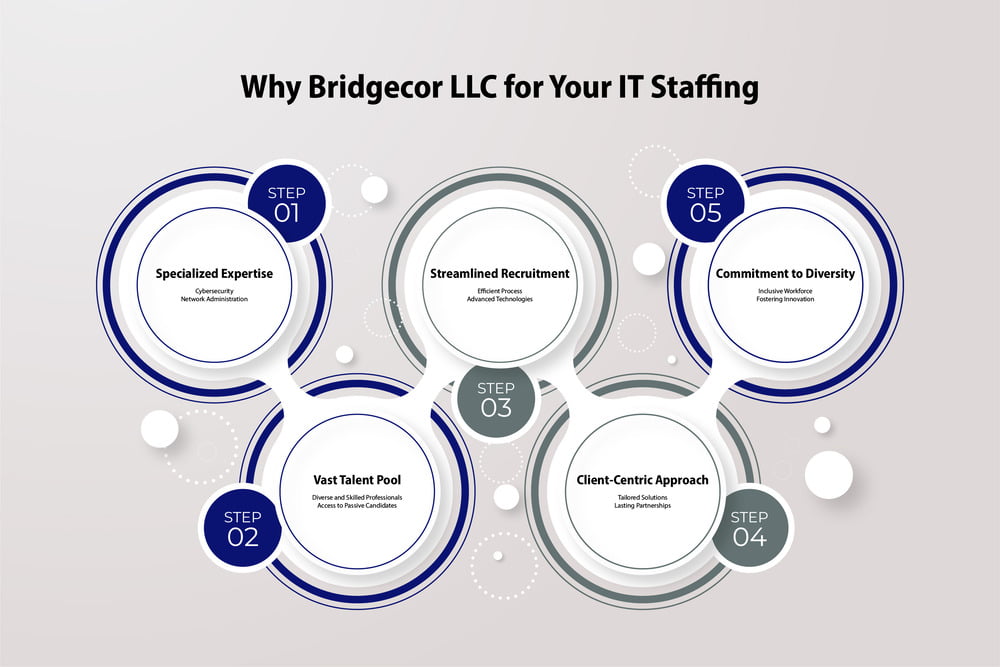 Why Bridgecor LLC for Your IT Staffing
STEP
01
Specialized Expertise
Cybersecurity
Network Administration
STEP
02
Vast Talent Pool
Diverse and Skilled Professionals
Access to Passive Candidates
Streamlined Recruitment
Efficient Process
Advanced Technologies
STEP
03
Client-Centric Approach
Tailored Solutions
Lasting Partnerships
STEP
04
STEP
05
Commitment to Diversity
Inclusive Workforce
Fostering Innovation